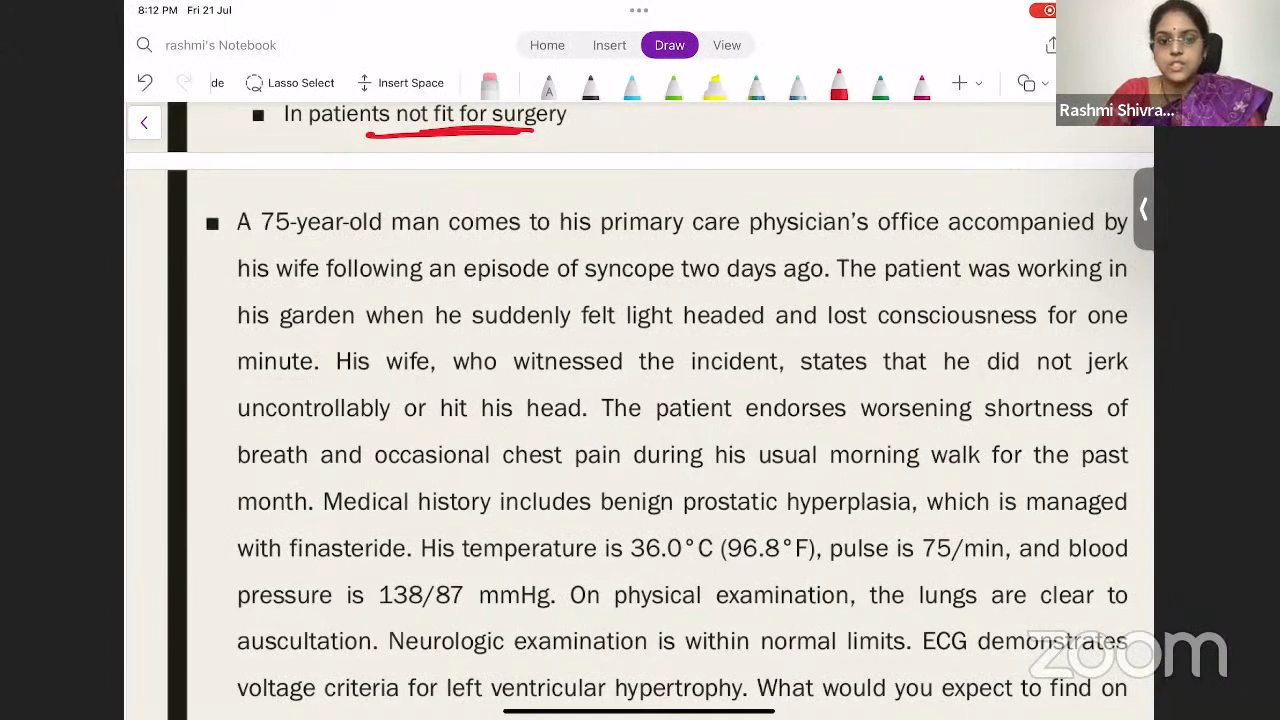 8:12 PM Fri 21 Jul
rashmi's Notebook
Home Insert Draw View
de Lasso Select Insert Space
Rashmi Shivra...
■ In patients not fit for surgery
■ A 75-year-old man comes to his primary care physician's office accompanied by
his wife following an episode of syncope two days ago. The patient was working in
his garden when he suddenly felt light headed and lost consciousness for one
minute. His wife, who witnessed the incident, states that he did not jerk
uncontrollably or hit his head. The patient endorses worsening shortness of
breath and occasional chest pain during his usual morning walk for the past
month. Medical history includes benign prostatic hyperplasia, which is managed
with finasteride. His temperature is 36.0°C (96.8°F), pulse is 75/min, and blood
pressure is 138/87 mmHg. On physical examination, the lungs are clear to
auscultation. Neurologic examination is within normal limits. ECG demonstrates
voltage criteria for left ventricular hypertrophy. What would you expect to find on
zoom